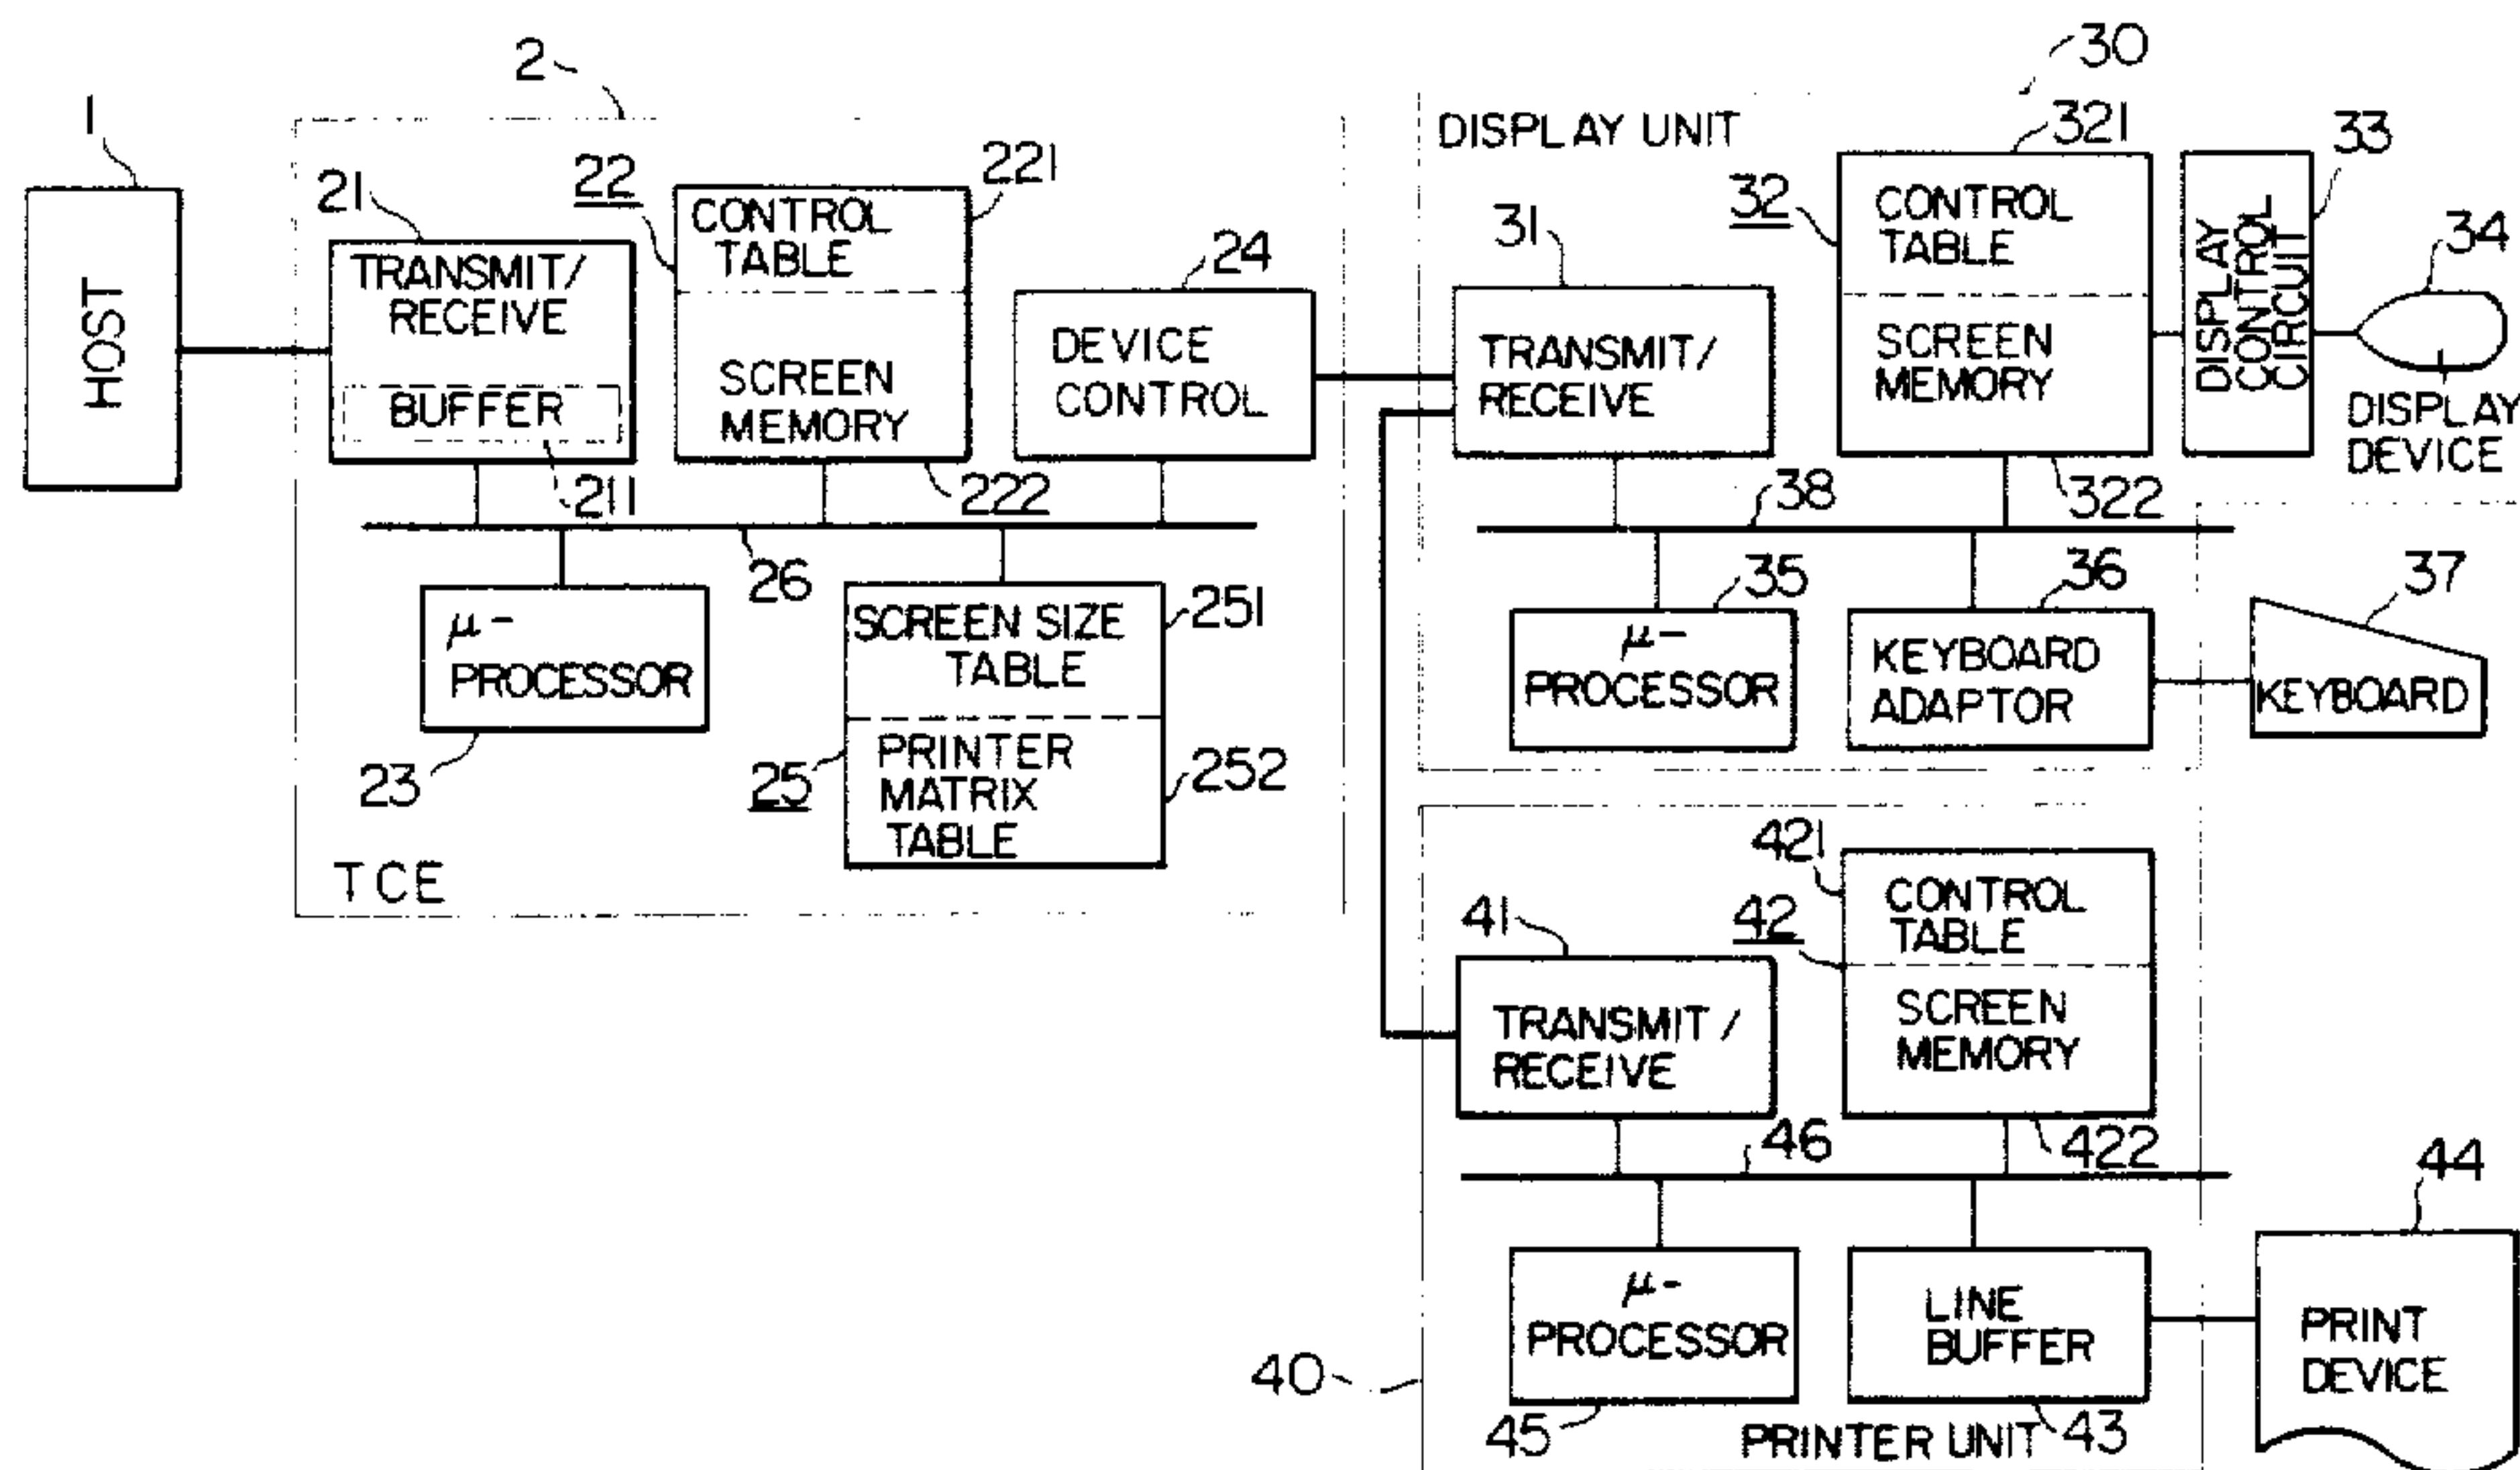 1
HOST
2
21
TRANSMIT/
RECEIVE
BUFFER
211
22
221
CONTROL
TABLE
SCREEN
MEMORY
222
24
DEVICE
CONTROL
26
μ-
PROCESSOR
23
251
SCREEN SIZE
TABLE
25
PRINTER
MATRIX
TABLE
252
TCE
30
DISPLAY UNIT
31
TRANSMIT/
RECEIVE
32
321
CONTROL
TABLE
SCREEN
MEMORY
322
33
DISPLAY
CONTROL
CIRCUIT
34
DISPLAY
DEVICE
38
35
μ-
PROCESSOR
36
KEYBOARD
ADAPTOR
37
KEYBOARD
41
TRANSMIT/
RECEIVE
421
42
CONTROL
TABLE
SCREEN
MEMORY
422
46
μ-
PROCESSOR
45
LINE
BUFFER
43
44
PRINT
DEVICE
40
PRINTER UNIT